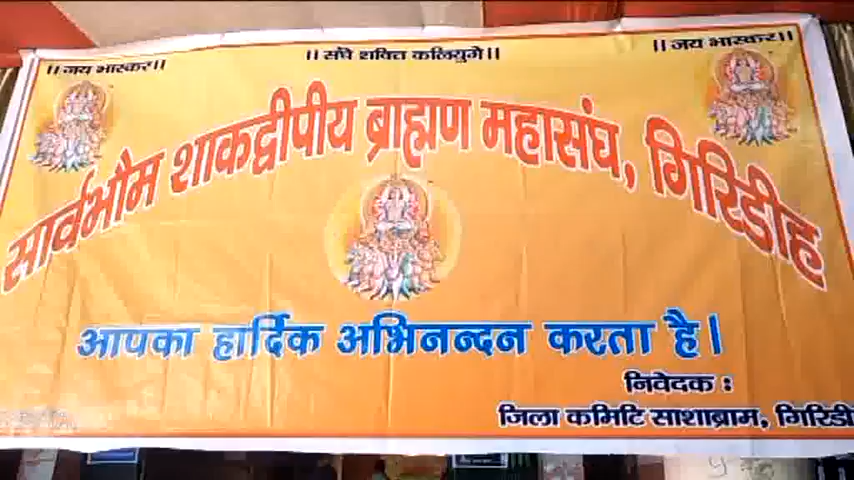 ।।जय भास्कर।। ।।संघे शक्ति कलियुगे।। ।।जय भास्कर।।
सार्वभौम शाकद्वीपीय ब्राह्मण महासंघ, गिरिडीह
आपका हार्दिक अभिनन्दन करता है।
निवेदक :
जिला कमिटि साशाब्राम, गिरिडी